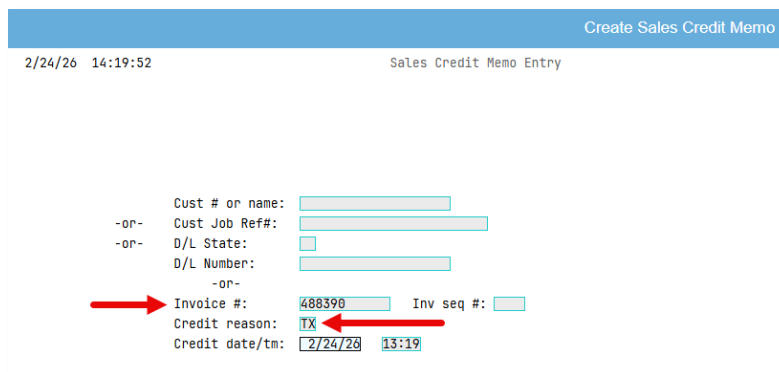 Create Sales Credit Memo
2/24/26 14:19:52 Sales Credit Memo Entry
Cust # or name:
-or- Cust Job Ref#:
-or- D/L State:
D/L Number:
-or-
Invoice #: 488390 Inv seq #:
Credit reason: TX
Credit date/tm: 2/24/26 13:19